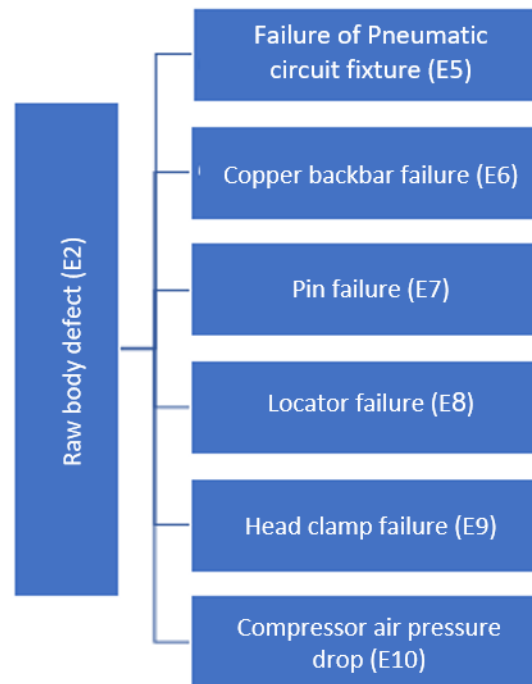 Raw body defect (E2)
Failure of Pneumatic
circuit fixture (E5)
Copper backbar failure (E6)
Pin failure (E7)
Locator failure (E8)
Head clamp failure (E9)
Compressor air pressure
drop (E10)